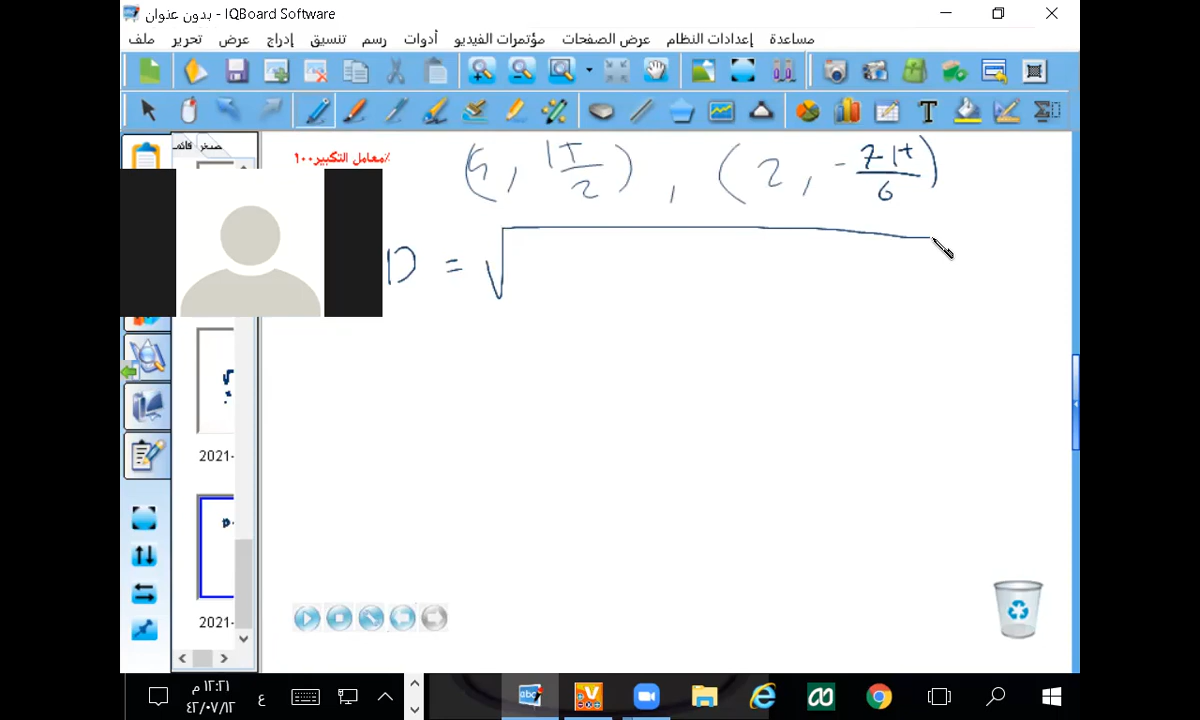 بدون عنوان - IQBoard Software
ملف تحرير عرض إدراج تنسيق رسم أدوات مؤتمرات الفيديو عرض الصفحات إعدادات النظام مساعدة
معامل التكبير١٠٠٪
(5, π/2), (2, -7π/6)
D = √
2021-
2021-
١٢:٢١ م
٤٢/٠٧/١٢
ع
abc